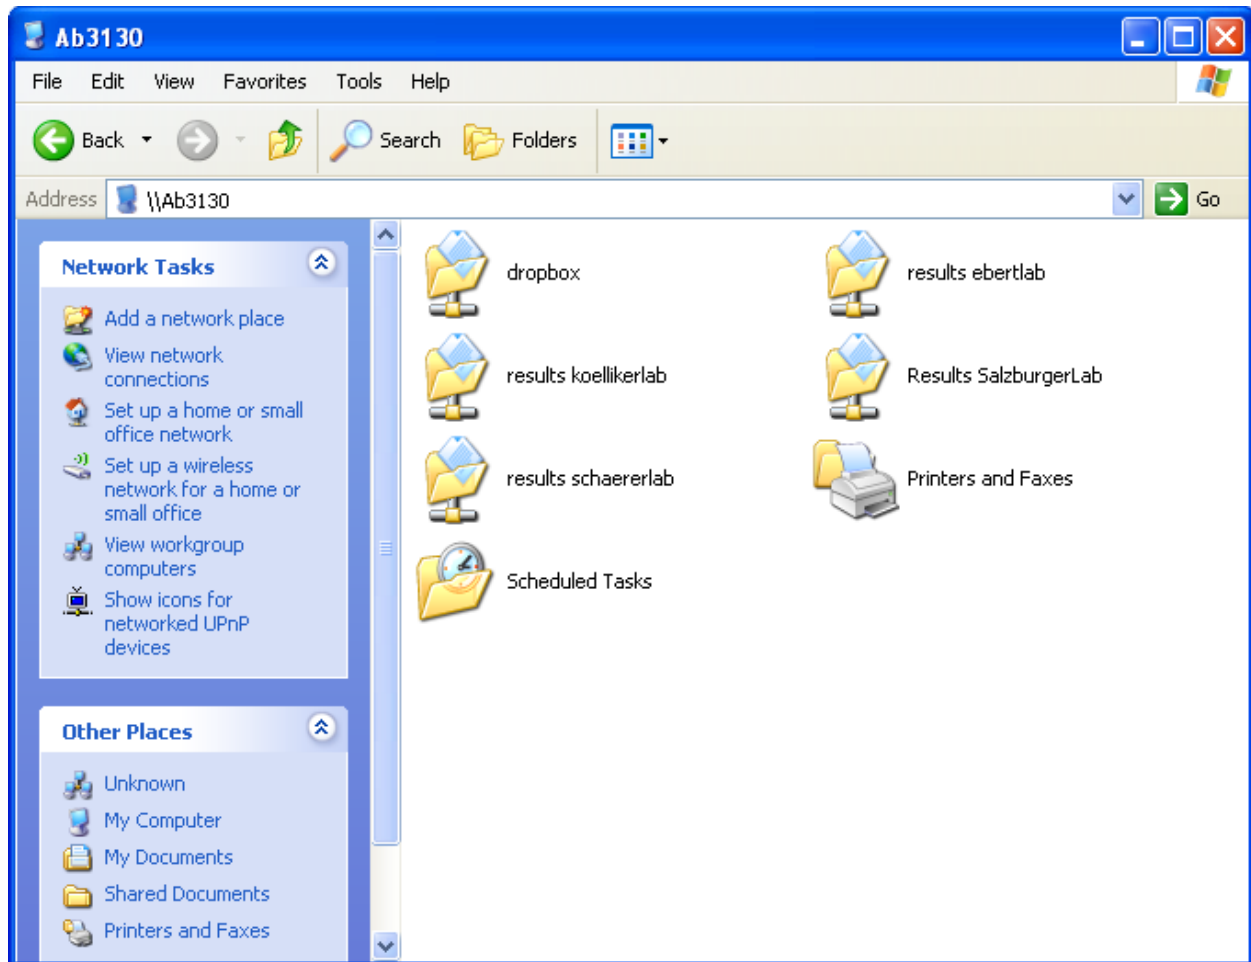 Ab3130
File Edit View Favorites Tools Help
Back Search Folders
Address \\Ab3130 Go
Network Tasks
Add a network place
View network
connections
Set up a home or small
office network
Set up a wireless
network for a home or
small office
View workgroup
computers
Show icons for
networked UPnP
devices
Other Places
Unknown
My Computer
My Documents
Shared Documents
Printers and Faxes
dropbox
results ebertlab
results koellikerlab
Results SalzburgerLab
results schaererlab
Printers and Faxes
Scheduled Tasks